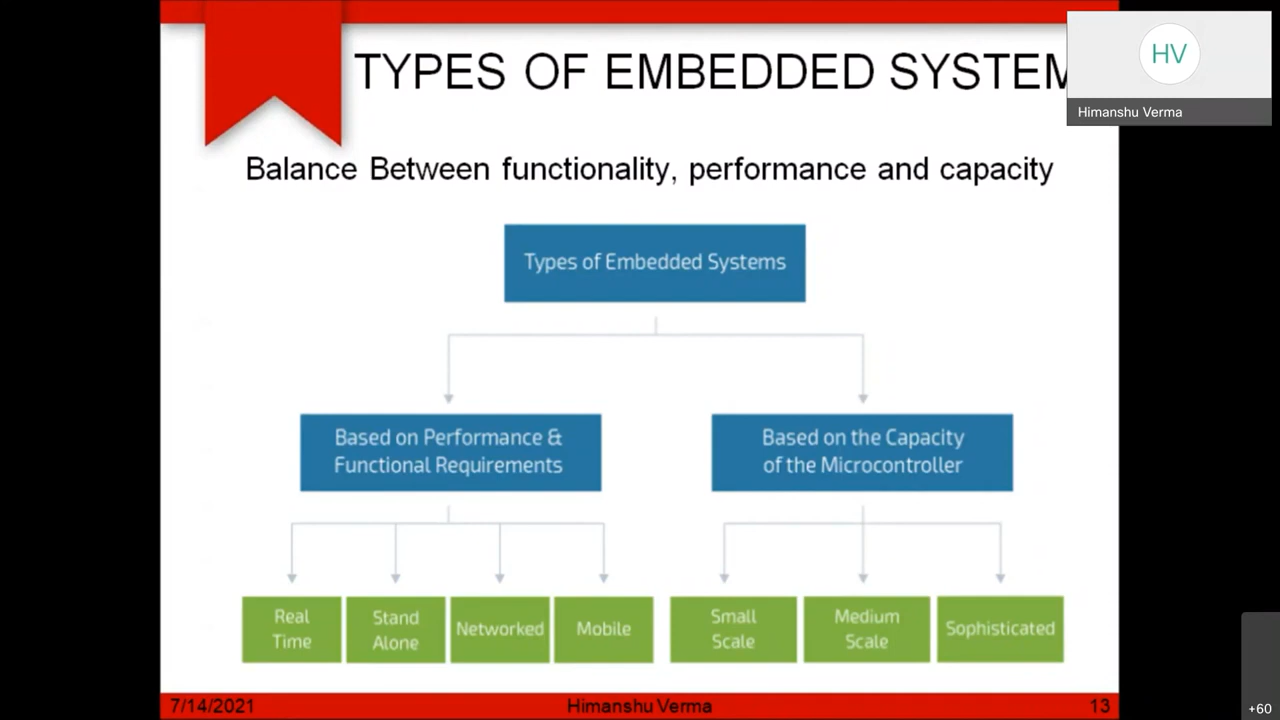 TYPES OF EMBEDDED SYSTEM
HV
Himanshu Verma
Balance Between functionality, performance and capacity
Types of Embedded Systems
Based on Performance &
Functional Requirements
Based on the Capacity
of the Microcontroller
Real
Time
Stand
Alone
Networked
Mobile
Small
Scale
Medium
Scale
Sophisticated
7/14/2021
Himanshu Verma
13
+60